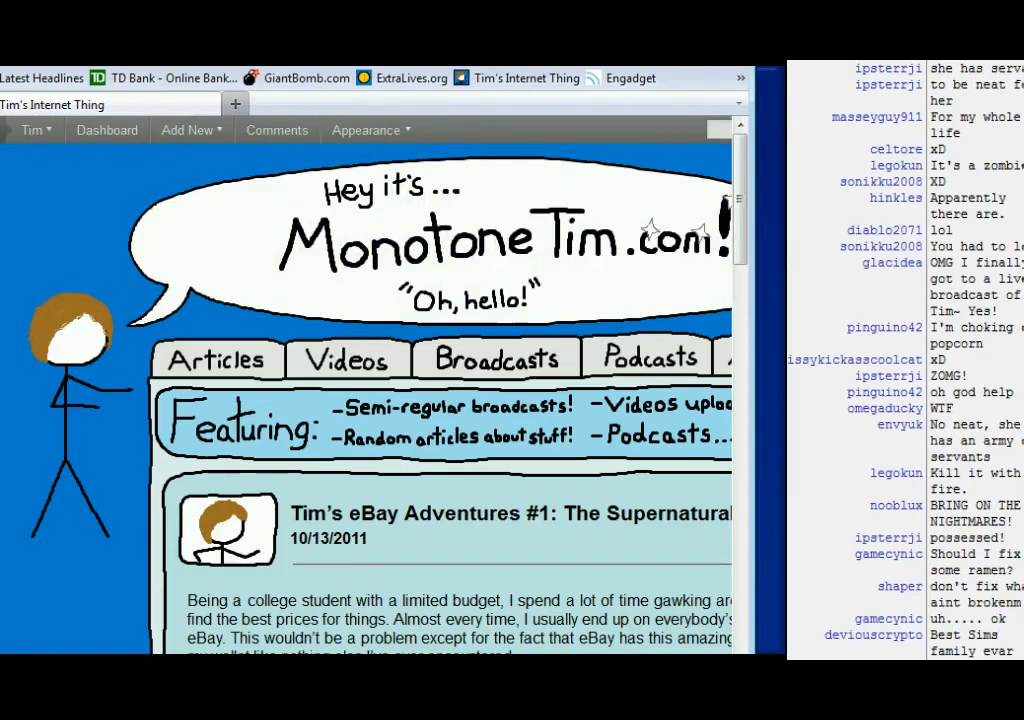 Latest Headlines TD Bank - Online Bank... GiantBomb.com ExtraLives.org Tim's Internet Thing Engadget »
Tim's Internet Thing +
Tim Dashboard Add New Comments Appearance
Hey it's ...
MonotoneTim.com!
"Oh, hello!"
Articles Videos Broadcasts Podcasts
Featuring:
-Semi-regular broadcasts! -Videos uploa
-Random articles about stuff! -Podcasts...
Tim's eBay Adventures #1: The Supernatural
10/13/2011
Being a college student with a limited budget, I spend a lot of time gawking
find the best prices for things. Almost every time, I usually end up on everybody's
eBay. This wouldn't be a problem except for the fact that eBay has this amazing
ipsterrji she has serva
ipsterrji to be neat fo
her
masseyguy911 For my whole
life
celtore xD
legokun It's a zombie
sonikku2008 XD
hinkles Apparently
there are.
diablo2071 lol
sonikku2008 You had to le
glacidea OMG I finally
got to a live
broadcast of
Tim~ Yes!
pinguino42 I'm choking o
popcorn
issykickasscoolcat xD
ipsterrji ZOMG!
pinguino42 oh god help
omegaducky WTF
envyuk No neat, she
has an army o
servants
legokun Kill it with
fire.
nooblux BRING ON THE
NIGHTMARES!
ipsterrji possessed!
gamecynic Should I fix
some ramen?
shaper don't fix wha
aint brokenm
gamecynic uh..... ok
deviouscrypto Best Sims
family evar